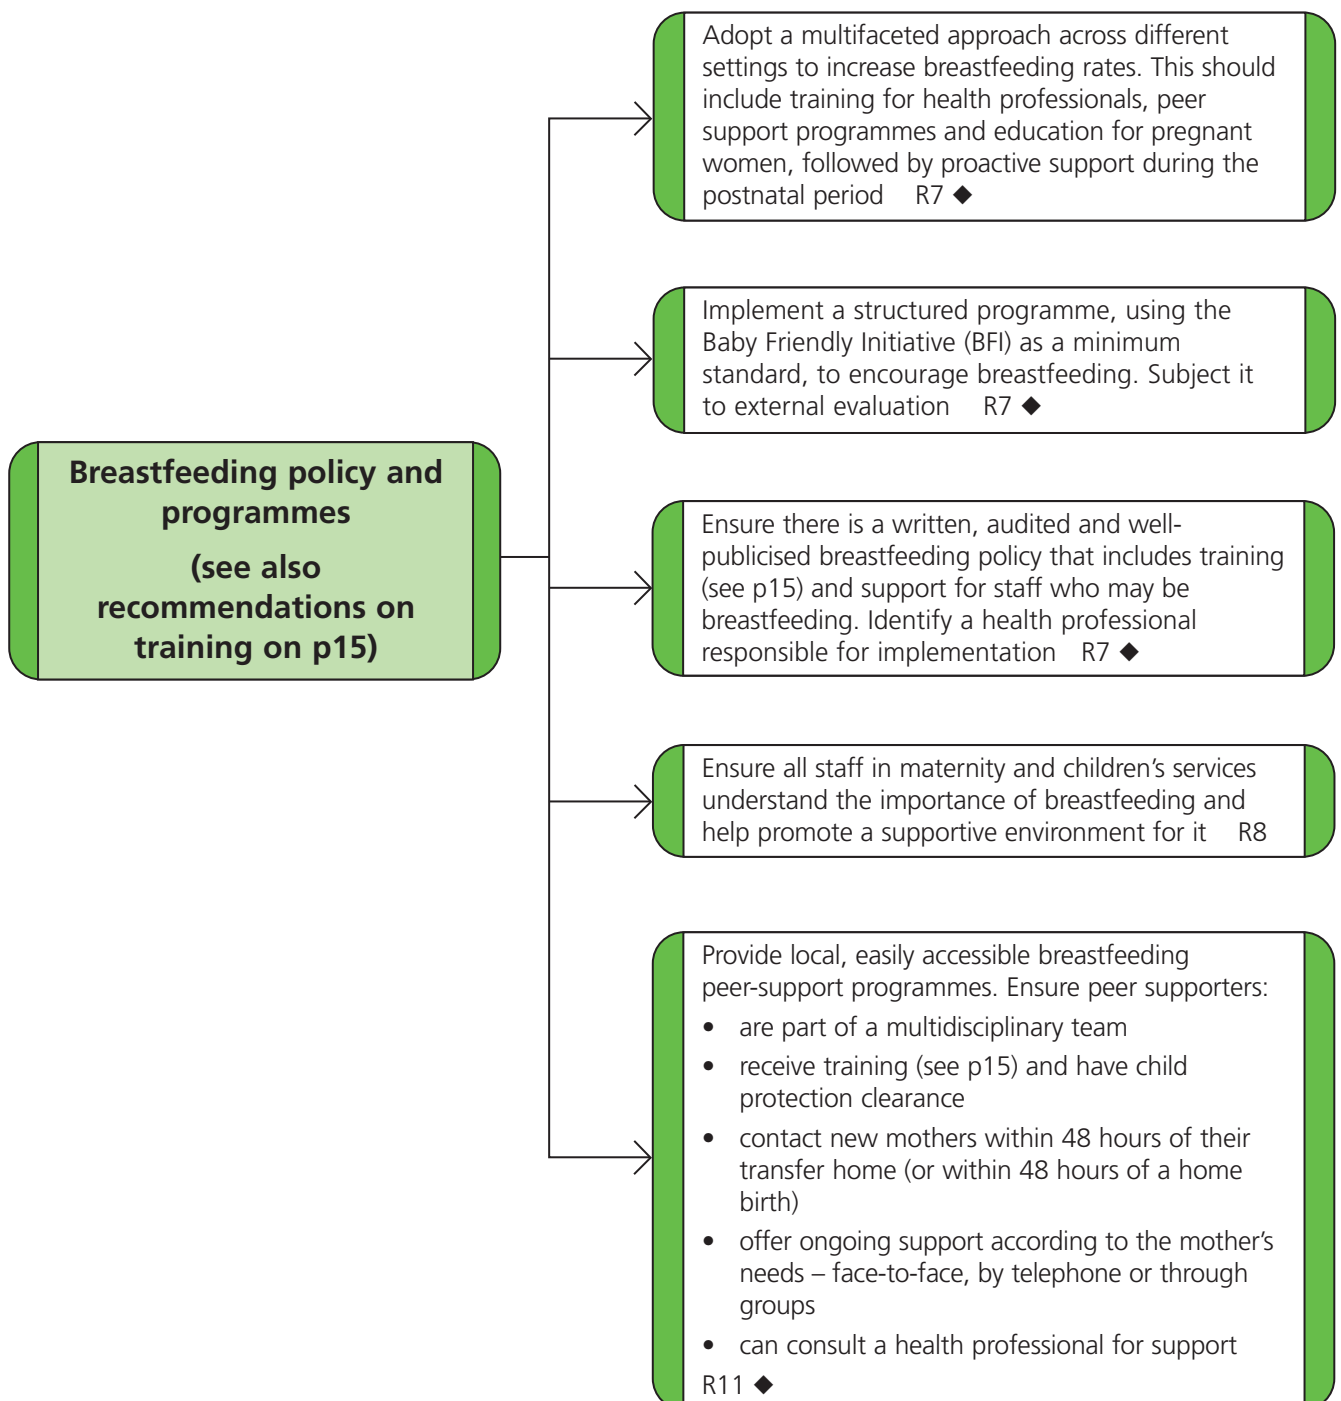 Adopt a multifaceted approach across different
settings to increase breastfeeding rates. This should
include training for health professionals, peer
support programmes and education for pregnant
women, followed by proactive support during the
postnatal period R7 ◆
Implement a structured programme, using the
Baby Friendly Initiative (BFI) as a minimum
standard, to encourage breastfeeding. Subject it
to external evaluation R7 ◆
Breastfeeding policy and
programmes
(see also
recommendations on
training on p15)
Ensure there is a written, audited and well-
publicised breastfeeding policy that includes training
(see p15) and support for staff who may be
breastfeeding. Identify a health professional
responsible for implementation R7 ◆
Ensure all staff in maternity and children’s services
understand the importance of breastfeeding and
help promote a supportive environment for it R8
Provide local, easily accessible breastfeeding
peer-support programmes. Ensure peer supporters:
• are part of a multidisciplinary team
• receive training (see p15) and have child
protection clearance
• contact new mothers within 48 hours of their
transfer home (or within 48 hours of a home
birth)
• offer ongoing support according to the mother’s
needs – face-to-face, by telephone or through
groups
• can consult a health professional for support
R11 ◆